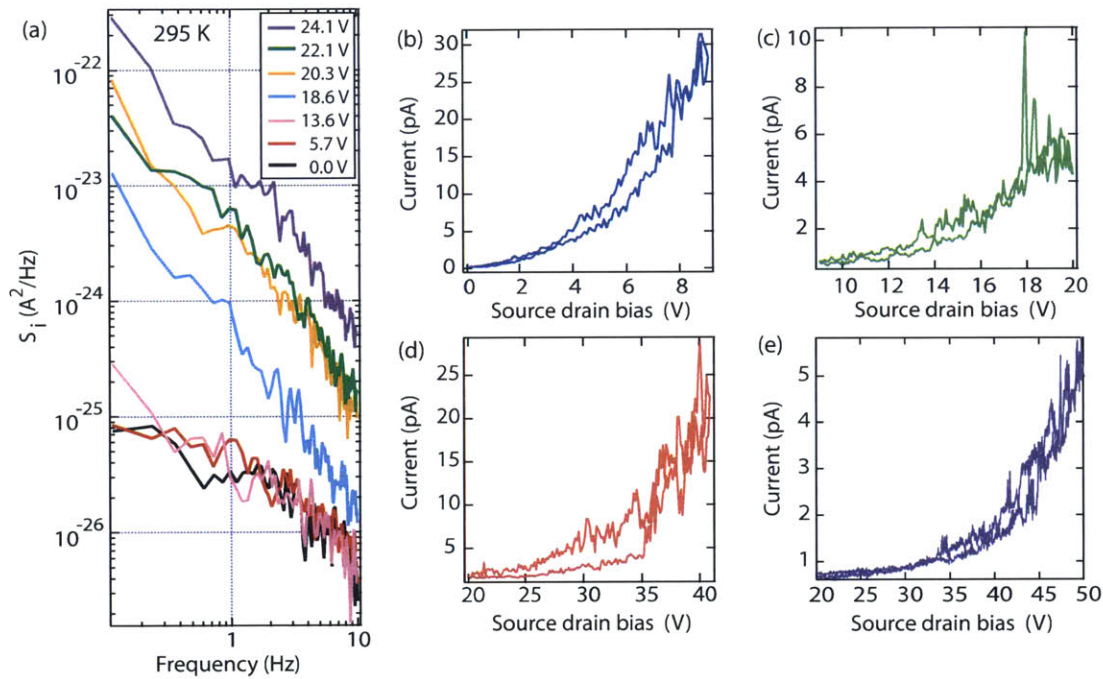 (a)
295 K
24.1 V
22.1 V
20.3 V
18.6 V
13.6 V
5.7 V
0.0 V
10⁻²²
10⁻²³
10⁻²⁴
10⁻²⁵
10⁻²⁶
S_i (A²/Hz)
1
10
Frequency (Hz)
(b)
30
25
20
15
10
5
0
Current (pA)
0 2 4 6 8
Source drain bias (V)
(c)
10
8
6
4
2
Current (pA)
10 12 14 16 18 20
Source drain bias (V)
(d)
25
20
15
10
5
Current (pA)
20 25 30 35 40
Source drain bias (V)
(e)
5
4
3
2
1
Current (pA)
20 25 30 35 40 45 50
Source drain bias (V)